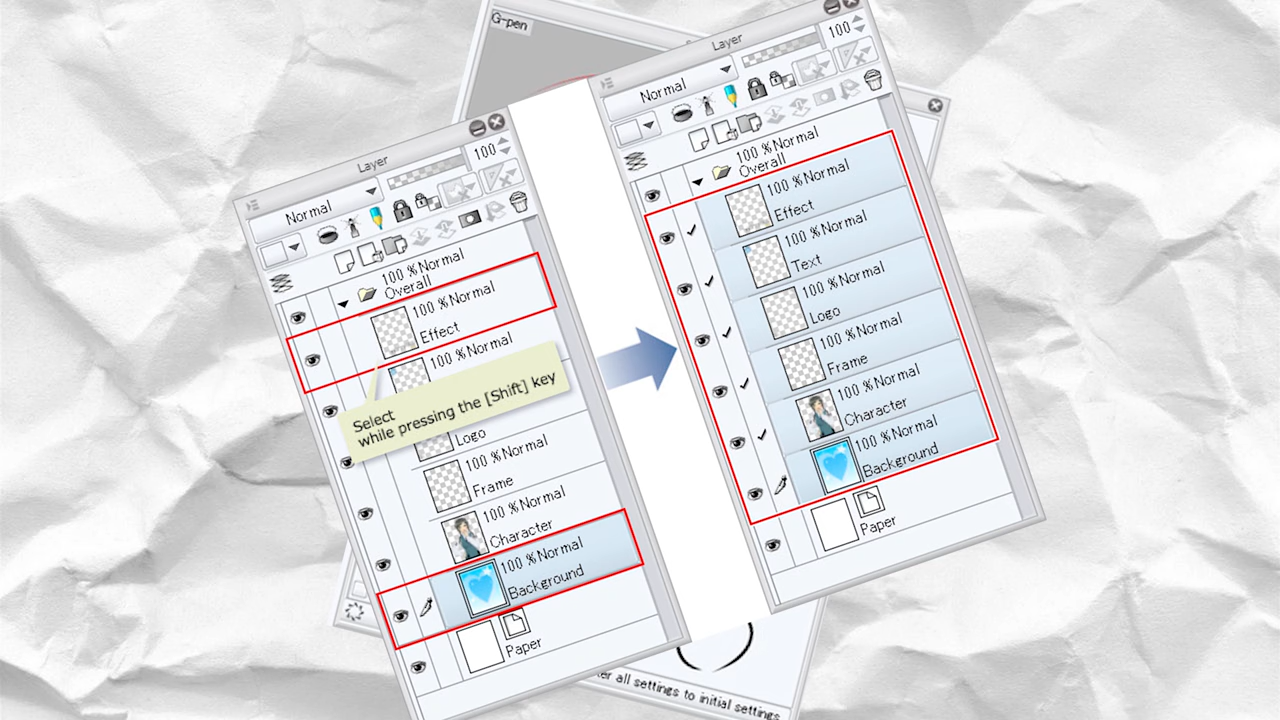 G-pen
Layer
100
Normal
100 %Normal
Overall
100 %Normal
Effect
100 %Normal
Select
while pressing the [Shift] key
Logo
100 %Normal
Frame
100 %Normal
Character
100 %Normal
Background
Paper
Layer
100
Normal
100 %Normal
Overall
100 %Normal
Effect
100 %Normal
Text
100 %Normal
Logo
100 %Normal
Frame
100 %Normal
Character
100 %Normal
Background
Paper
all settings to initial settings